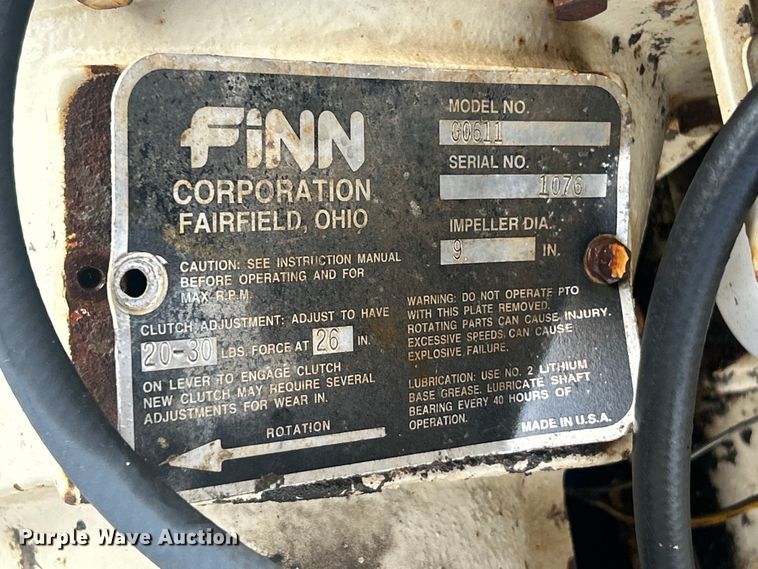 FINN
CORPORATION
FAIRFIELD, OHIO
MODEL NO.
C0611
SERIAL NO.
1076
IMPELLER DIA.
9. IN.
CAUTION: SEE INSTRUCTION MANUAL
BEFORE OPERATING AND FOR
MAX R.P.M.
CLUTCH ADJUSTMENT: ADJUST TO HAVE
20-30 LBS. FORCE AT 26 IN.
ON LEVER TO ENGAGE CLUTCH
NEW CLUTCH MAY REQUIRE SEVERAL
ADJUSTMENTS FOR WEAR IN.
ROTATION
WARNING: DO NOT OPERATE PTO
WITH THIS PLATE REMOVED.
ROTATING PARTS CAN CAUSE INJURY.
EXCESSIVE SPEEDS CAN CAUSE
EXPLOSIVE FAILURE.
LUBRICATION: USE NO. 2 LITHIUM
BASE GREASE. LUBRICATE SHAFT
BEARING EVERY 40 HOURS OF
OPERATION.
MADE IN U.S.A.
Purple Wave Auction